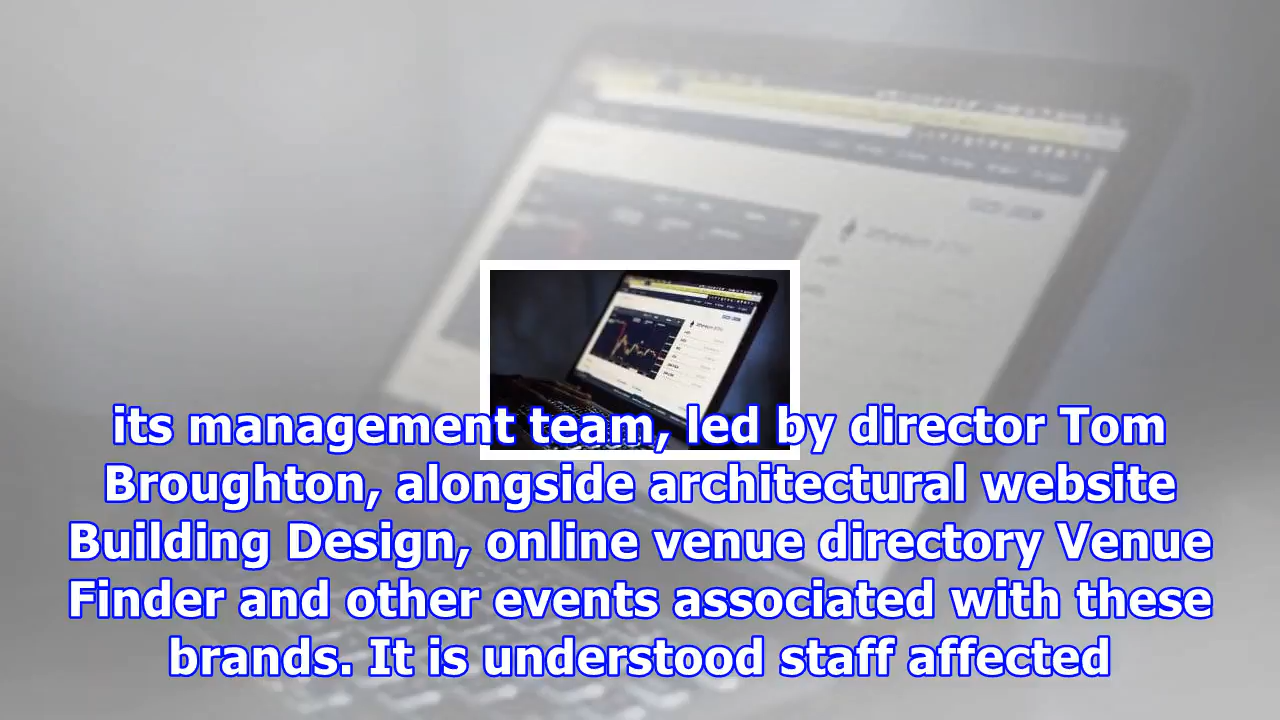 its management team, led by director Tom
Broughton, alongside architectural website
Building Design, online venue directory Venue
Finder and other events associated with these
brands. It is understood staff affected